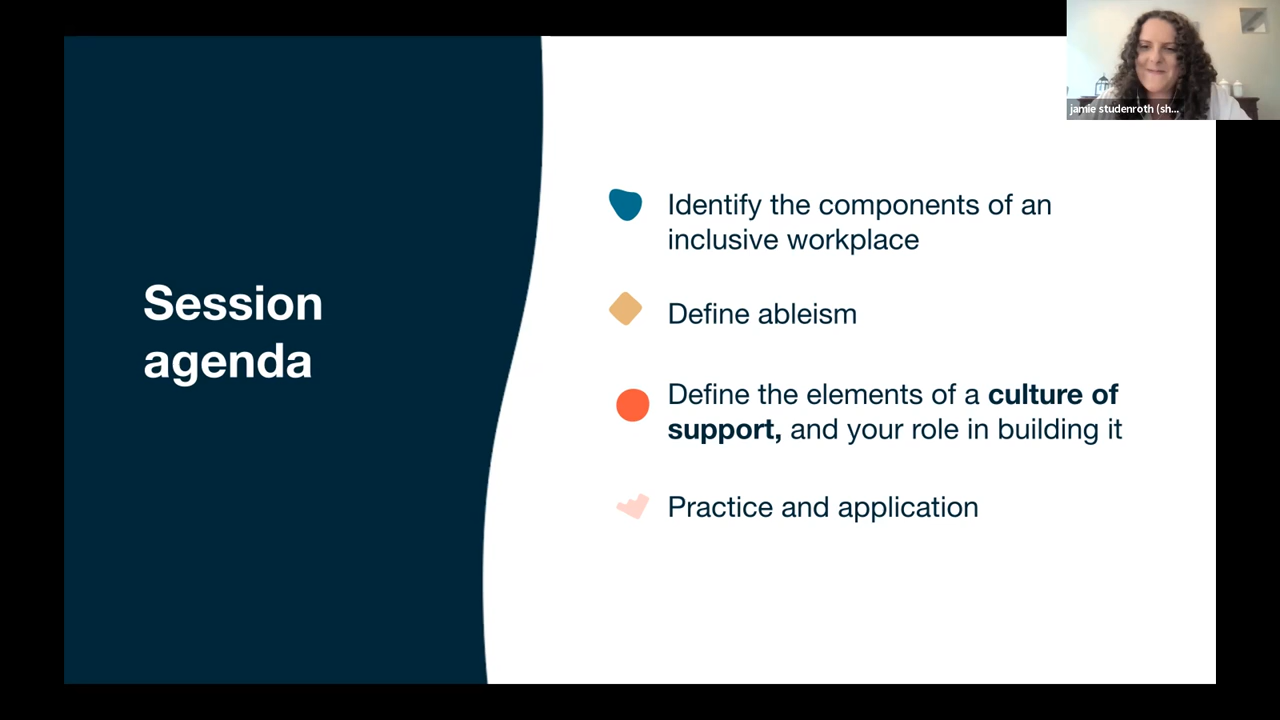 jamie studenroth (sh...
Session
agenda
Identify the components of an
inclusive workplace
Define ableism
Define the elements of a culture of
support, and your role in building it
Practice and application